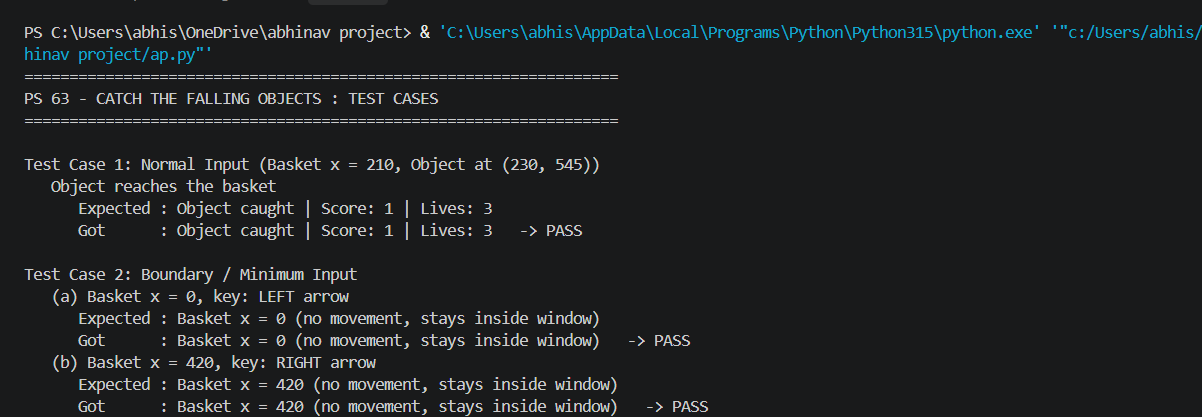 PS C:\Users\abhis\OneDrive\abhinav project> & 'C:\Users\abhis\AppData\Local\Programs\Python\Python315\python.exe' '"c:/Users/abhis/
hinav project/ap.py"'
==================================================================
PS 63 - CATCH THE FALLING OBJECTS : TEST CASES
==================================================================
Test Case 1: Normal Input (Basket x = 210, Object at (230, 545))
Object reaches the basket
Expected : Object caught | Score: 1 | Lives: 3
Got      : Object caught | Score: 1 | Lives: 3   -> PASS
Test Case 2: Boundary / Minimum Input
(a) Basket x = 0, key: LEFT arrow
Expected : Basket x = 0 (no movement, stays inside window)
Got      : Basket x = 0 (no movement, stays inside window)   -> PASS
(b) Basket x = 420, key: RIGHT arrow
Expected : Basket x = 420 (no movement, stays inside window)
Got      : Basket x = 420 (no movement, stays inside window)   -> PASS